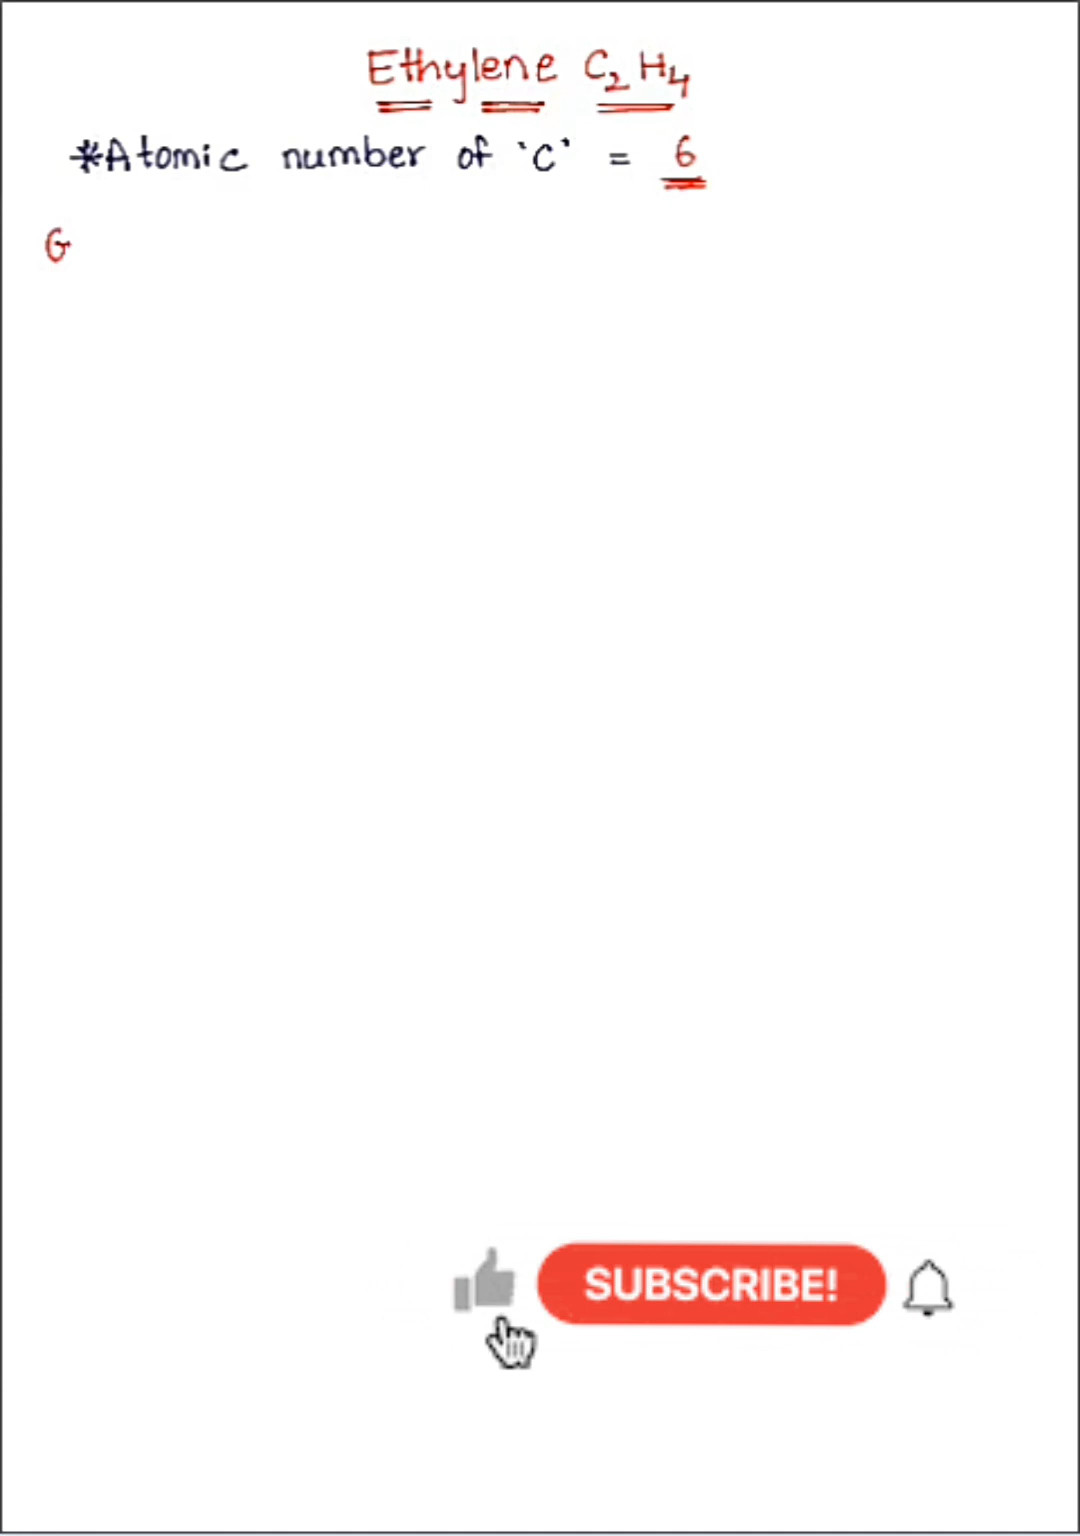 Ethylene C₂H₄
*Atomic number of 'C' = 6
G
SUBSCRIBE!